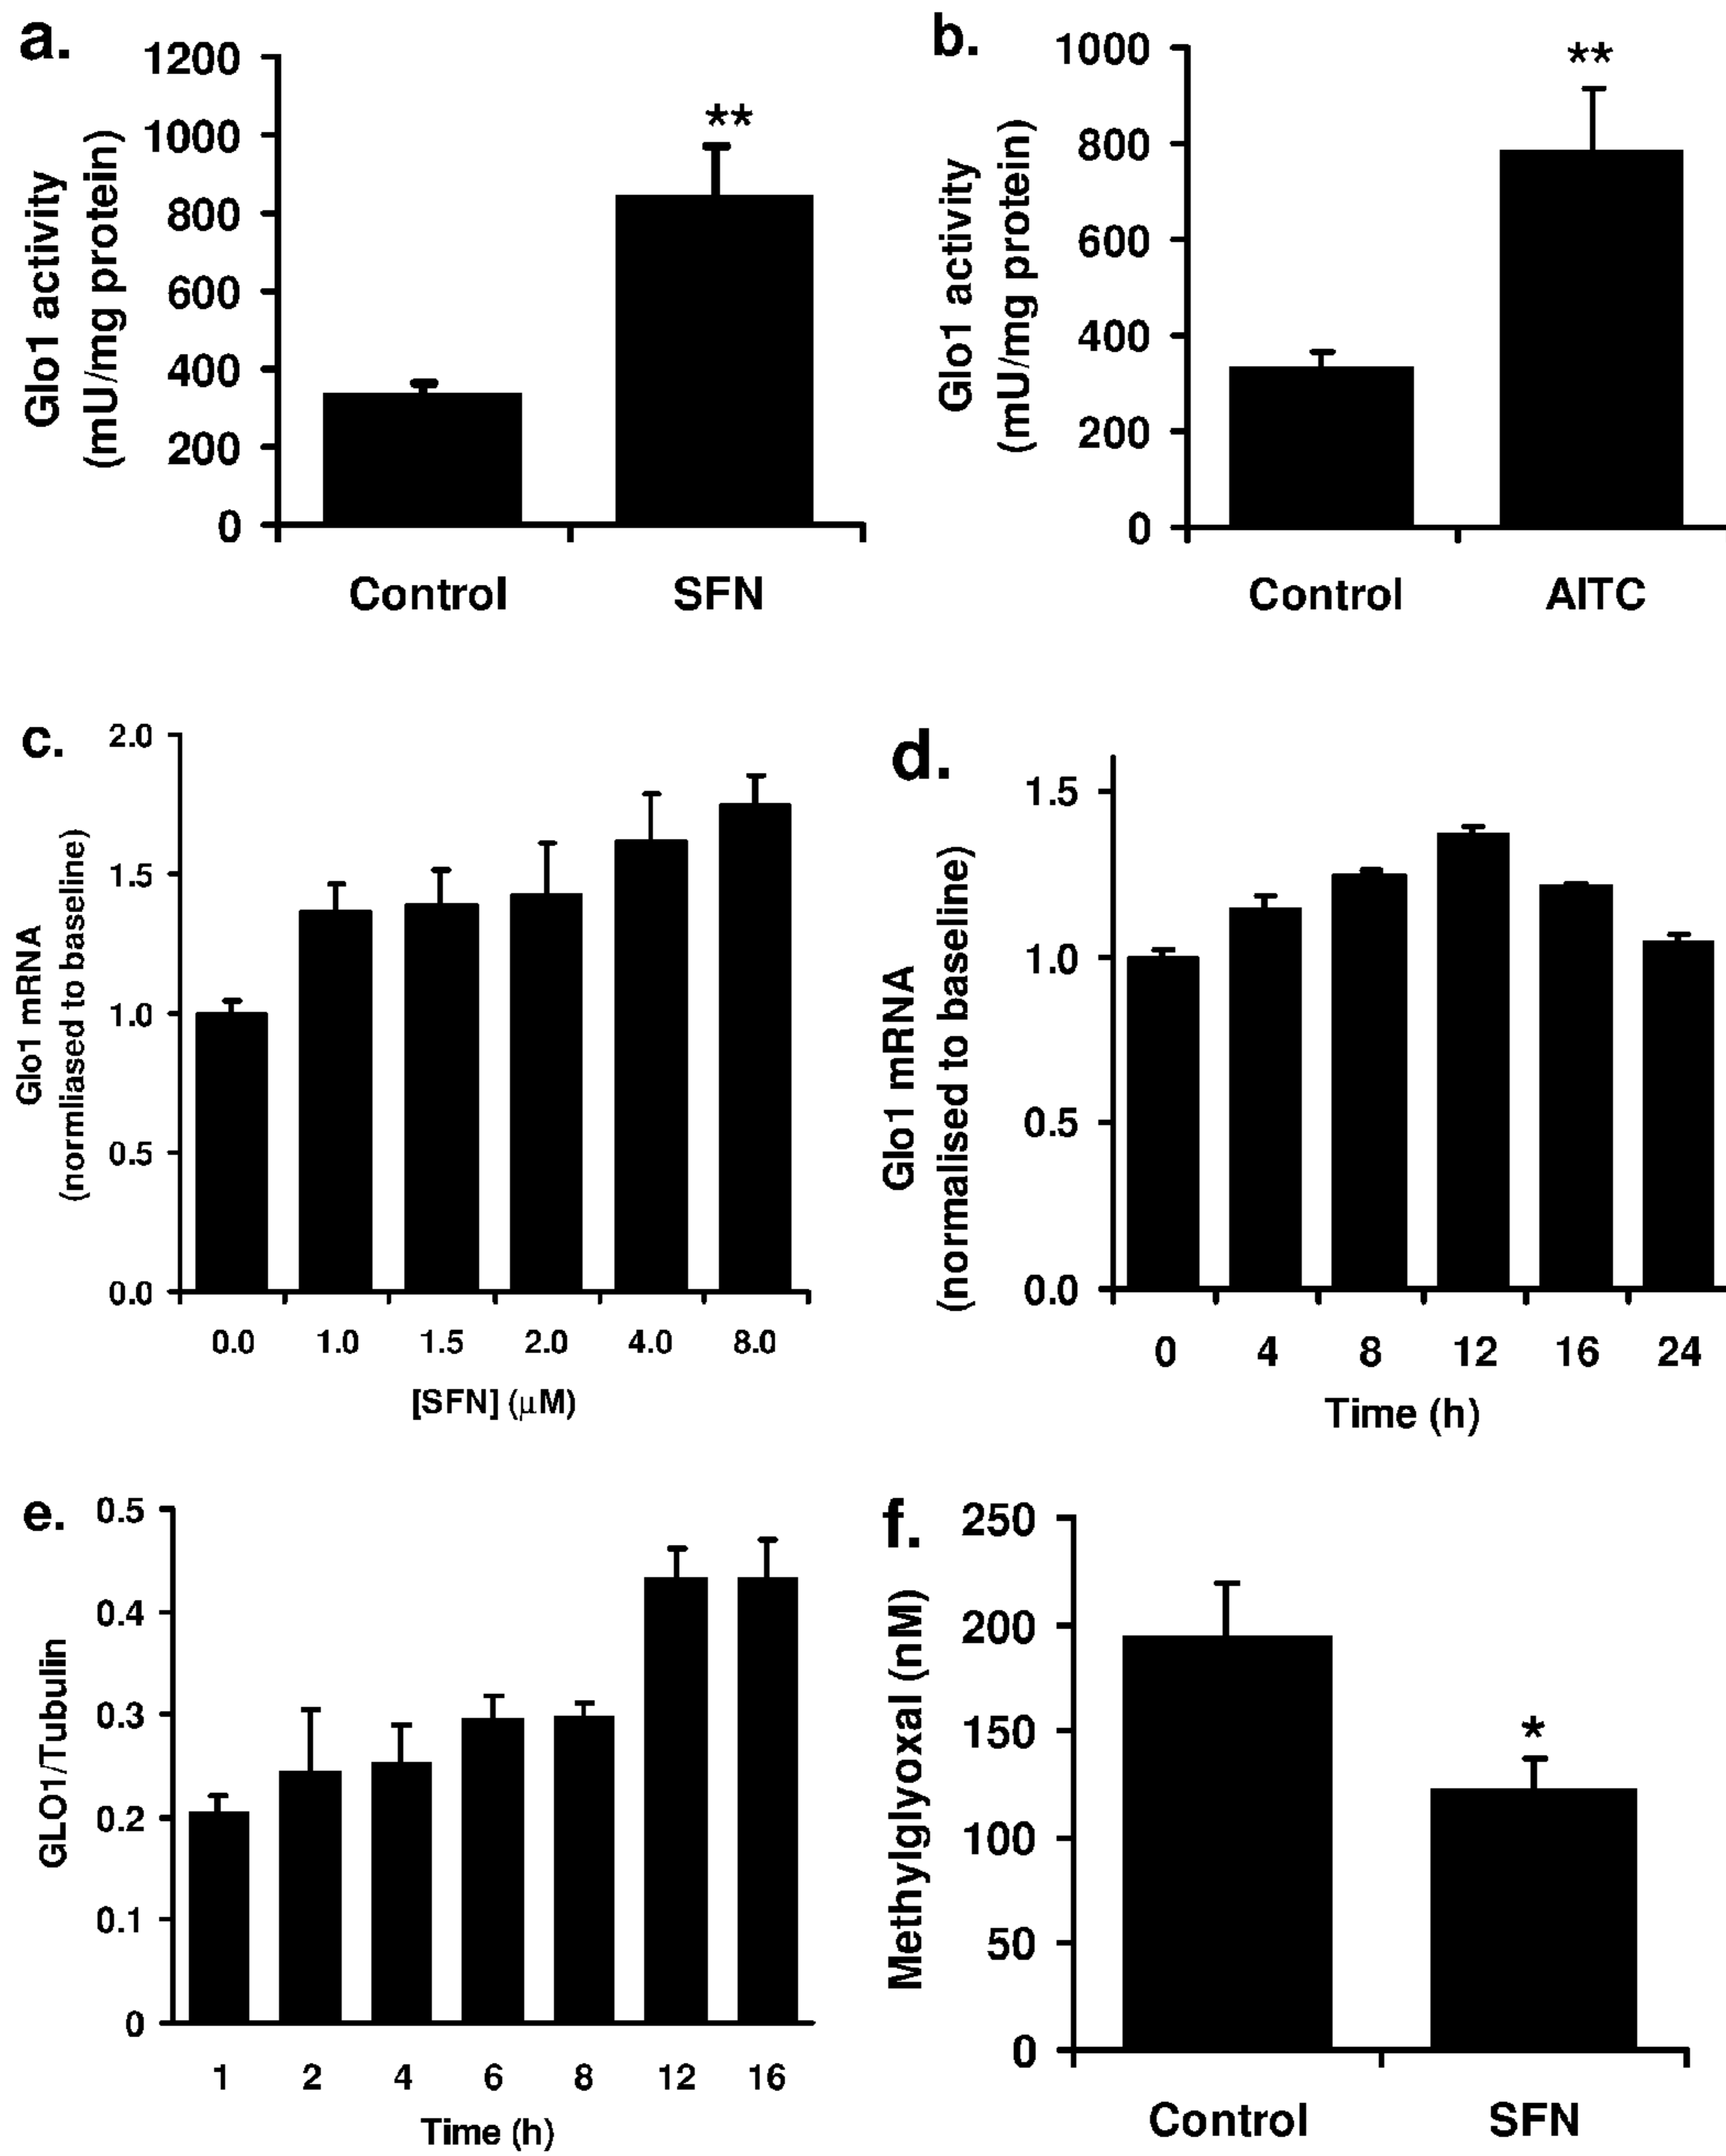 a.
1200
1000
800
600
400
200
0
Glo1 activity
(mU/mg protein)
**
Control SFN
b.
1000
800
600
400
200
0
Glo1 activity
(mU/mg protein)
**
Control AITC
c.
2.0
1.5
1.0
0.5
0.0
Glo1 mRNA
(normliased to baseline)
0.0 1.0 1.5 2.0 4.0 8.0
[SFN] (μM)
d.
1.5
1.0
0.5
0.0
Glo1 mRNA
(normalised to baseline)
0 4 8 12 16 24
Time (h)
e.
0.5
0.4
0.3
0.2
0.1
0
GLO1/Tubulin
1 2 4 6 8 12 16
Time (h)
f.
250
200
150
100
50
0
Methylglyoxal (nM)
*
Control SFN